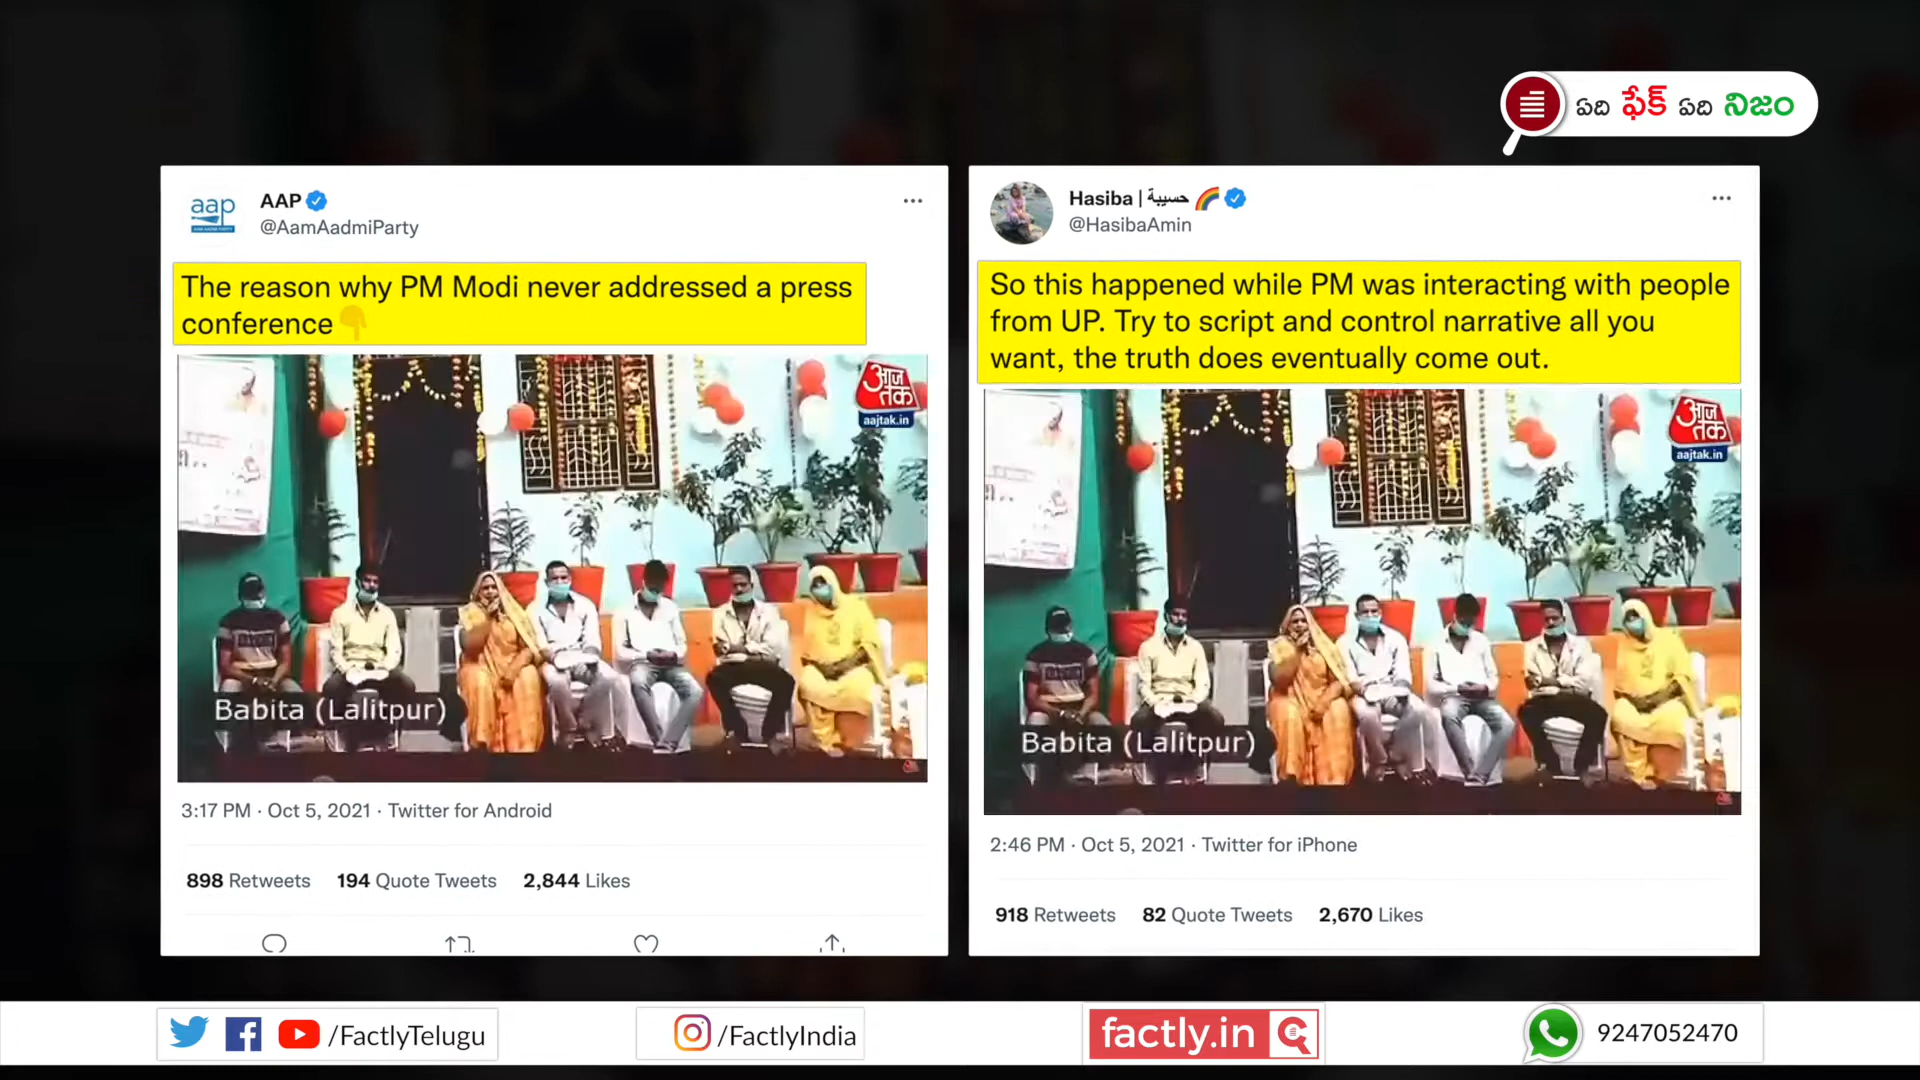 ఏది ఫేక్ ఏది నిజం
aap
AAP
@AamAadmiParty
The reason why PM Modi never addressed a press
conference
आज
तक
aajtak.in
Babita (Lalitpur)
3:17 PM · Oct 5, 2021 · Twitter for Android
898 Retweets 194 Quote Tweets 2,844 Likes
Hasiba | حسيبة
@HasibaAmin
So this happened while PM was interacting with people
from UP. Try to script and control narrative all you
want, the truth does eventually come out.
आज
तक
aajtak.in
Babita (Lalitpur)
2:46 PM · Oct 5, 2021 · Twitter for iPhone
918 Retweets 82 Quote Tweets 2,670 Likes
/FactlyTelugu
/FactlyIndia
factly.in
9247052470